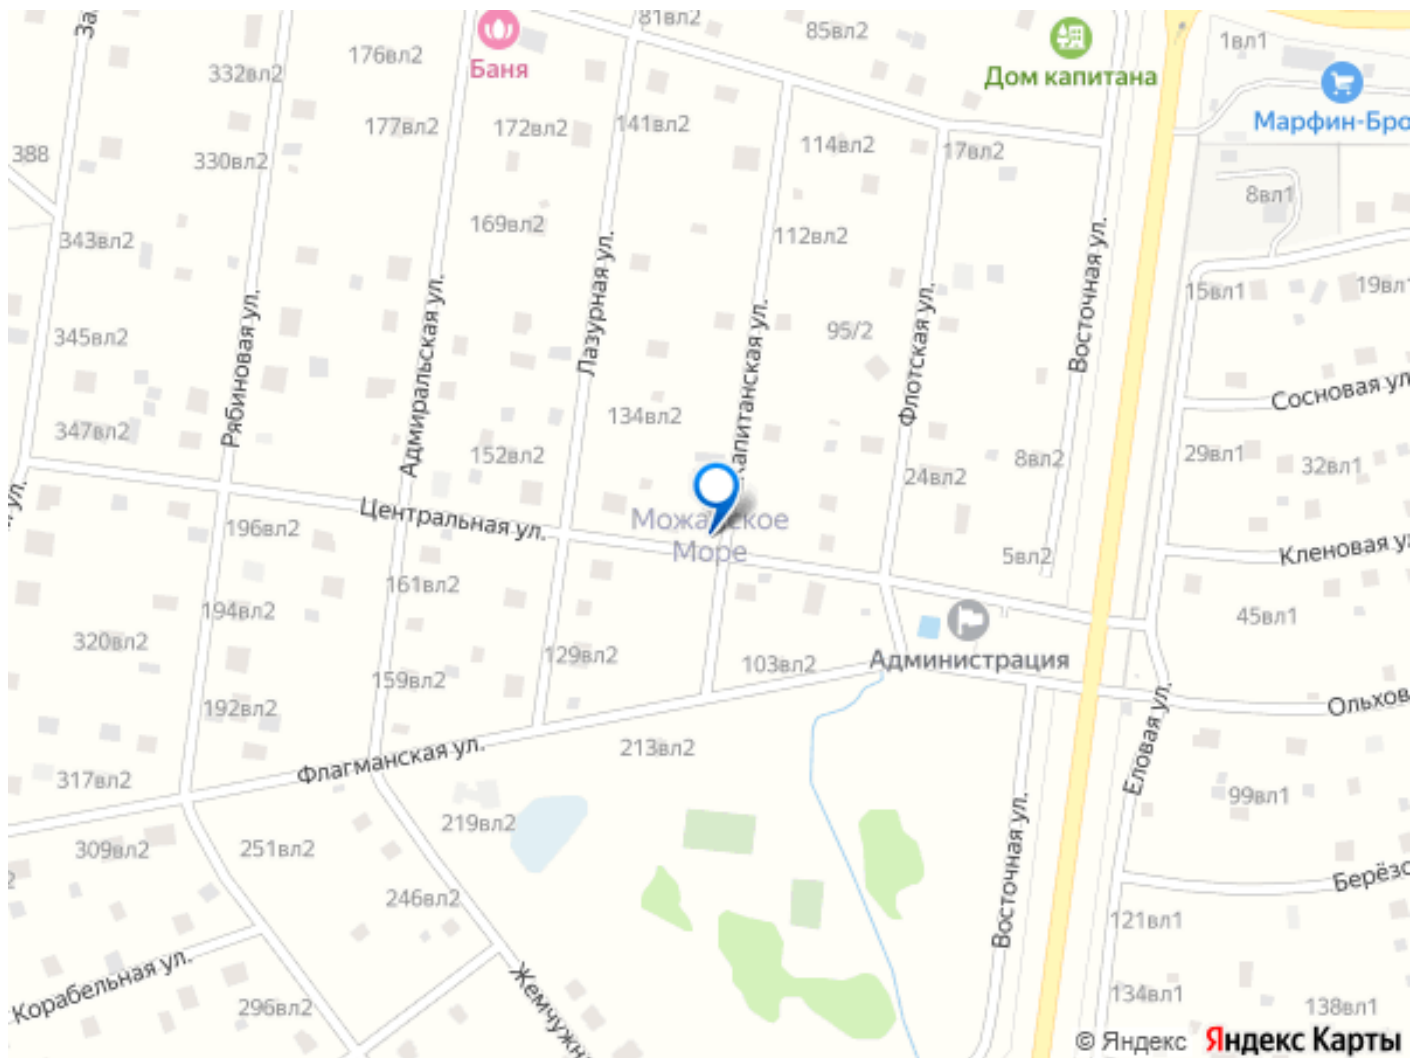 81вл2
85вл2
1вл1
176вл2
332вл2
Баня
Дом капитана
Марфин-Бро
177вл2
172вл2
141вл2
114вл2
17вл2
388
330вл2
8вл1
343вл2
169вл2
112вл2
Рябиновая ул.
Адмиральская ул.
Лазурная ул.
Капитанская ул.
Флотская ул.
Восточная ул.
15вл1
19вл1
345вл2
95/2
Сосновая ул.
347вл2
134вл2
152вл2
24вл2
8вл2
29вл1
32вл1
ул.
Центральная ул.
196вл2
Можайское
Море
5вл2
Кленовая ул
161вл2
194вл2
320вл2
45вл1
129вл2
103вл2
Администрация
159вл2
192вл2
Ольхов
Еловая ул.
Флагманская ул.
213вл2
317вл2
99вл1
219вл2
309вл2
251вл2
246вл2
Восточная ул.
Берёзо
121вл1
Корабельная ул.
Жемчужн
296вл2
134вл1
138вл1
© Яндекс Яндекс Карты